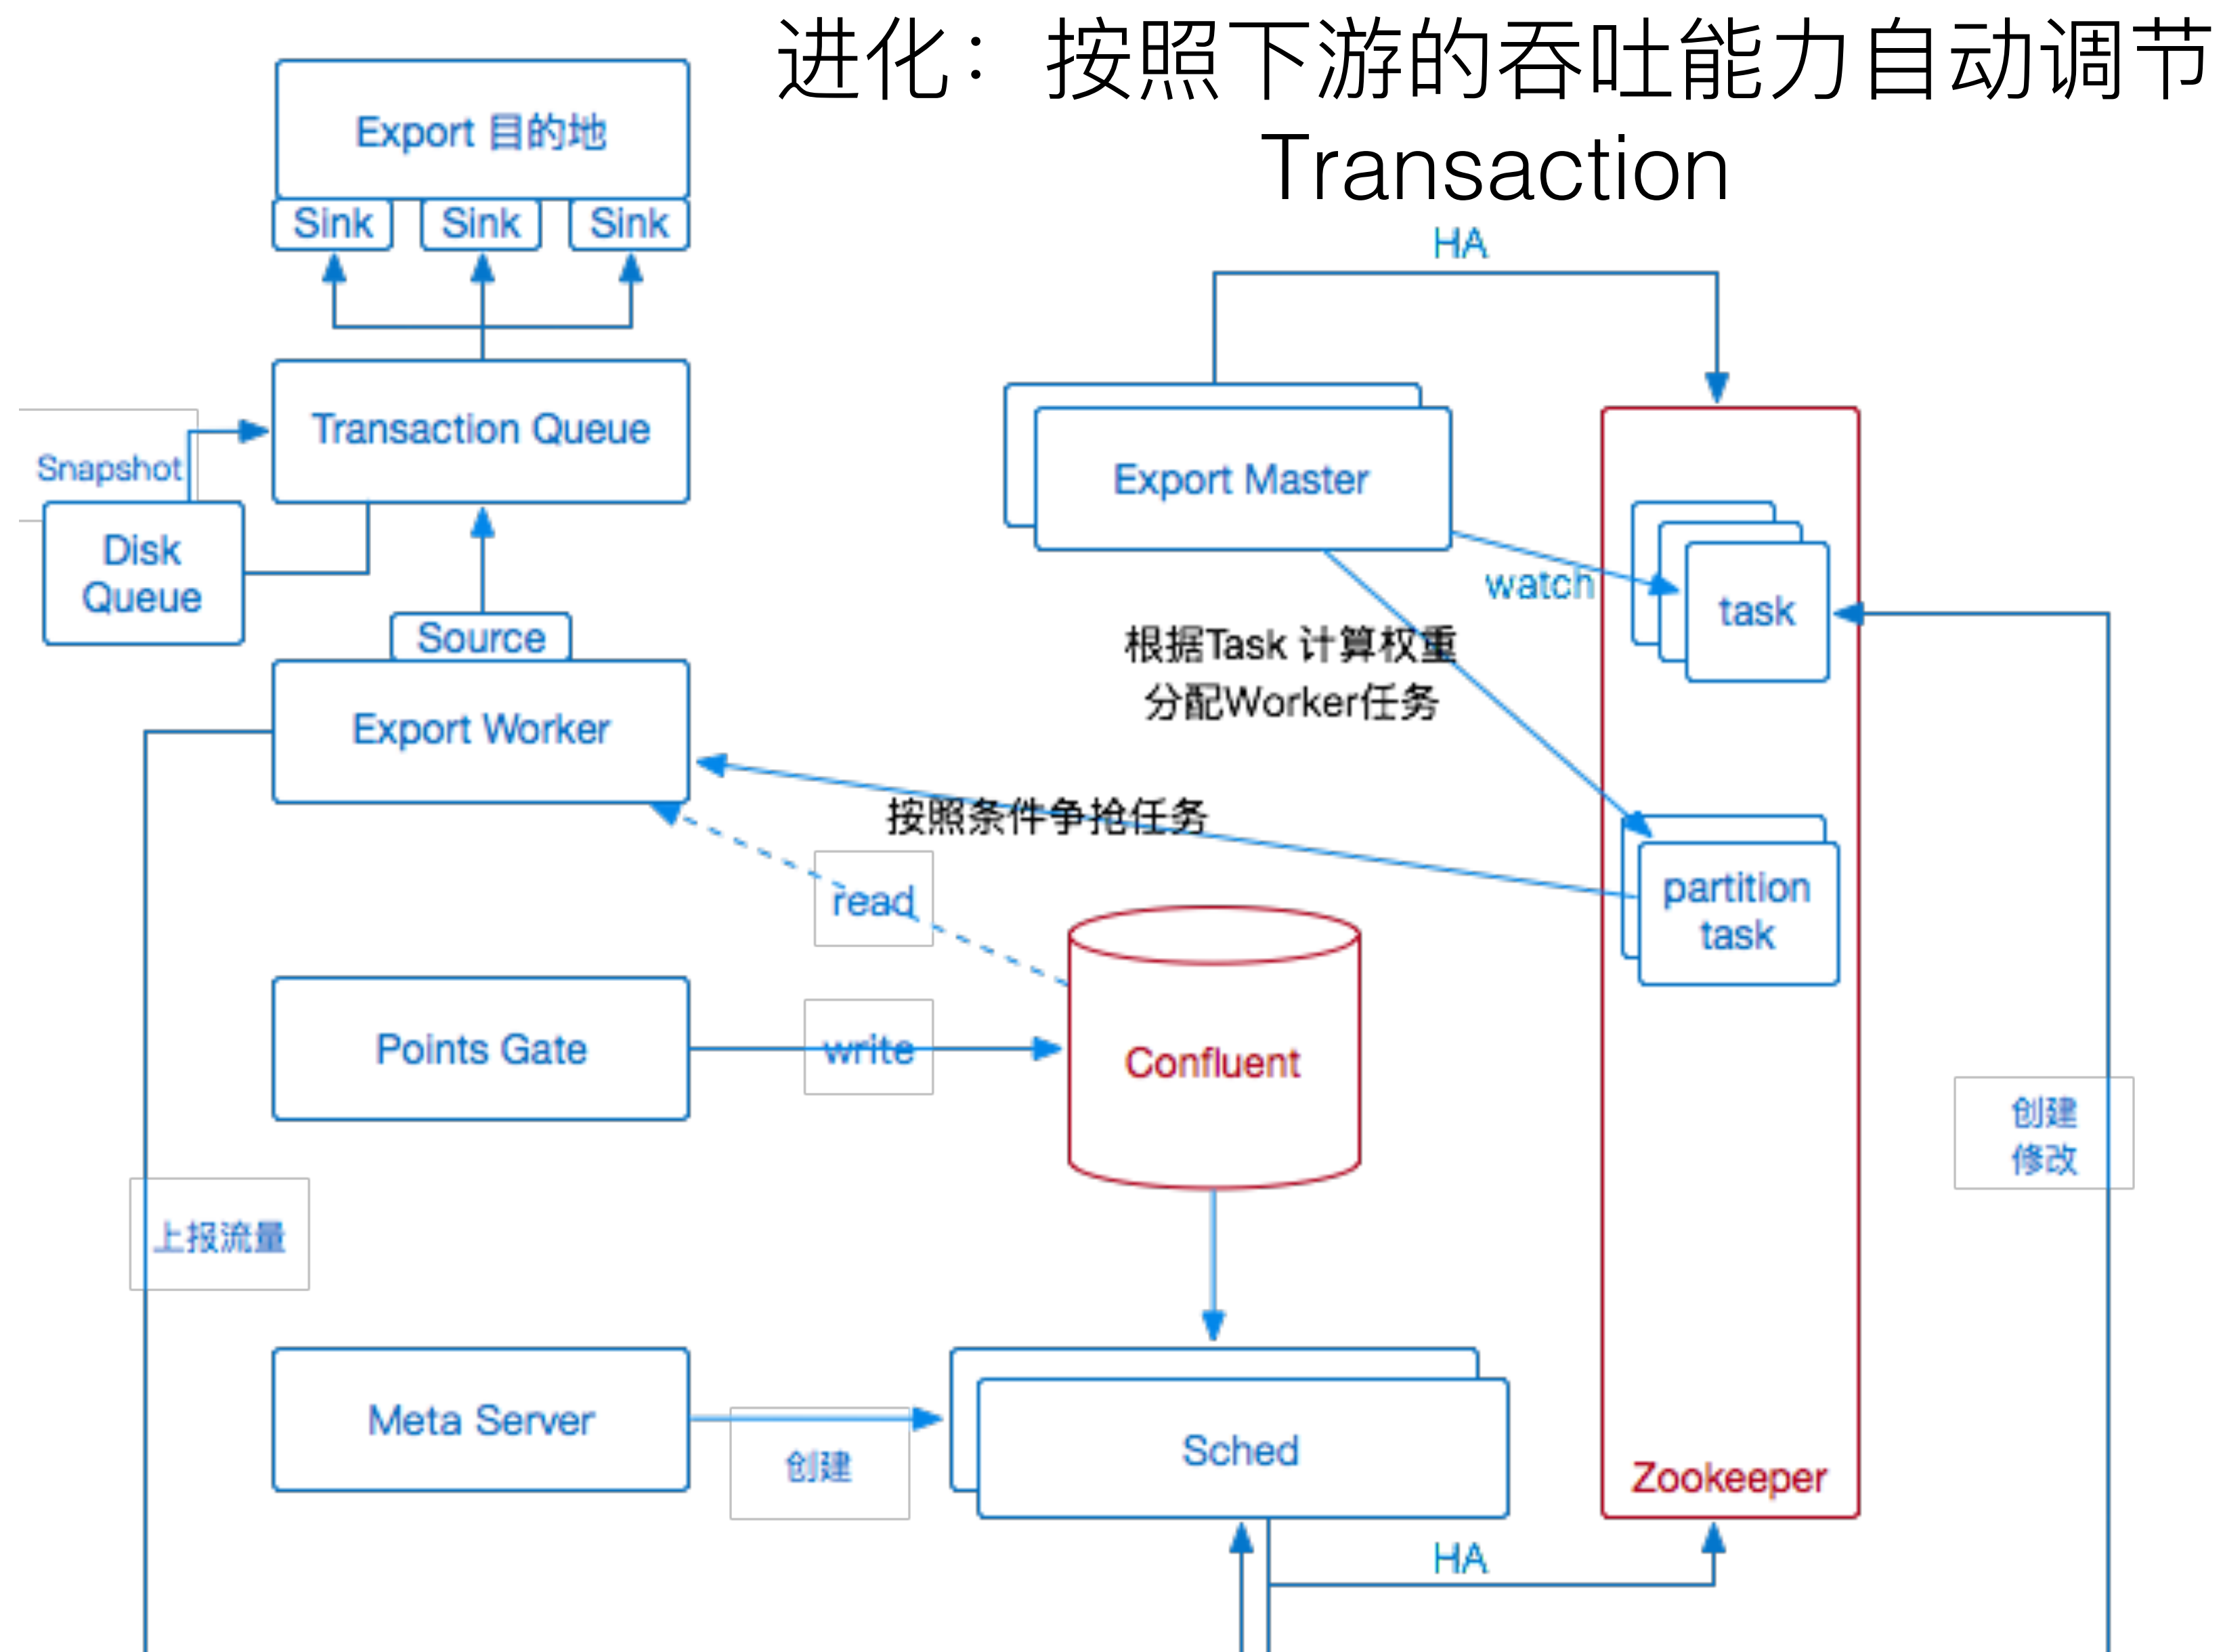 进化：按照下游的吞吐能力自动调节
Transaction
Export 目的地
Sink Sink Sink
HA
Transaction Queue
Snapshot
Export Master
Disk
Queue
watch
task
Source
根据Task 计算权重
分配Worker任务
Export Worker
按照条件争抢任务
read
partition
task
Points Gate
write
Confluent
创建
修改
上报流量
Meta Server
创建
Sched
Zookeeper
HA